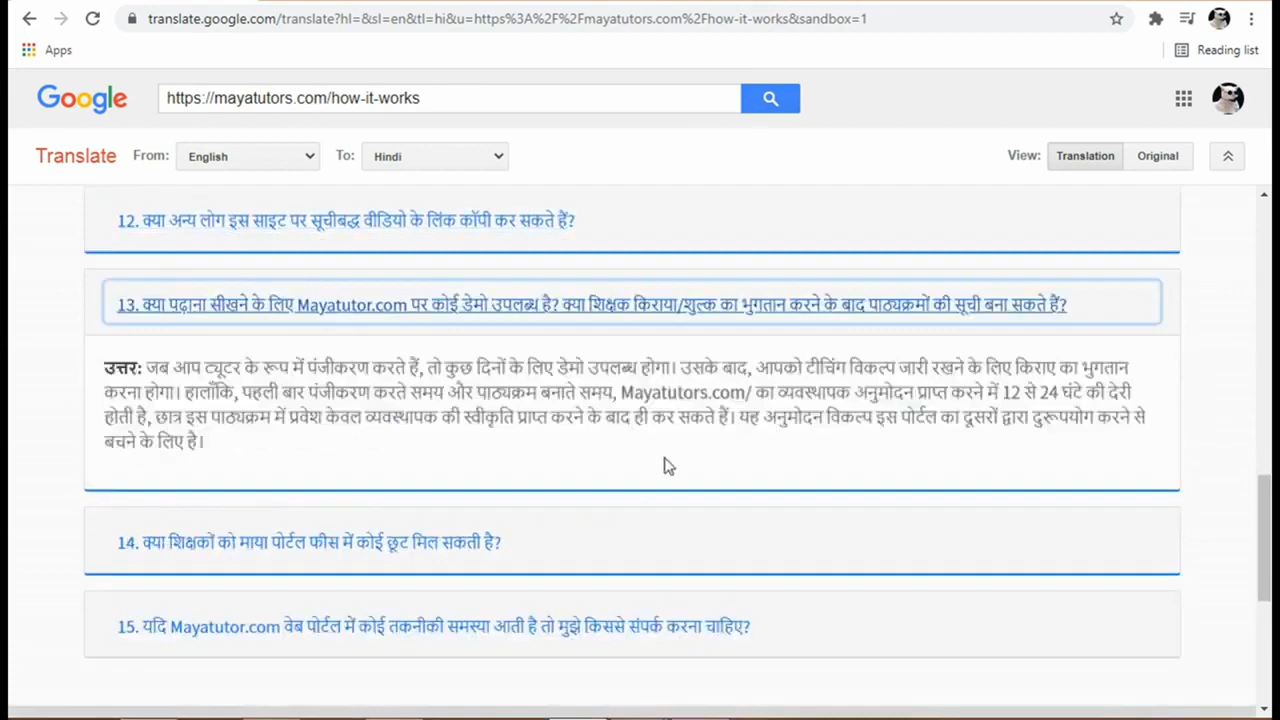 translate.google.com/translate?hl=&sl=en&tl=hi&u=https%3A%2F%2Fmayatutors.com%2Fhow-it-works&sandbox=1
Apps
Reading list
Google
https://mayatutors.com/how-it-works
Translate From: English To: Hindi View: Translation Original
12. क्या अन्य लोग इस साइट पर सूचीबद्ध वीडियो के लिंक कॉपी कर सकते हैं?
13. क्या पढ़ाना सीखने के लिए Mayatutor.com पर कोई डेमो उपलब्ध है? क्या शिक्षक किराया/शुल्क का भुगतान करने के बाद पाठ्यक्रमों की सूची बना सकते हैं?
उत्तर: जब आप ट्यूटर के रूप में पंजीकरण करते हैं, तो कुछ दिनों के लिए डेमो उपलब्ध होगा। उसके बाद, आपको टीचिंग विकल्प जारी रखने के लिए किराए का भुगतान
करना होगा। हालाँकि, पहली बार पंजीकरण करते समय और पाठ्यक्रम बनाते समय, Mayatutors.com/ का व्यवस्थापक अनुमोदन प्राप्त करने में 12 से 24 घंटे की देरी
होती है, छात्र इस पाठ्यक्रम में प्रवेश केवल व्यवस्थापक की स्वीकृति प्राप्त करने के बाद ही कर सकते हैं। यह अनुमोदन विकल्प इस पोर्टल का दूसरों द्वारा दुरूपयोग करने से
बचने के लिए है।
14. क्या शिक्षकों को माया पोर्टल फीस में कोई छूट मिल सकती है?
15. यदि Mayatutor.com वेब पोर्टल में कोई तकनीकी समस्या आती है तो मुझे किससे संपर्क करना चाहिए?